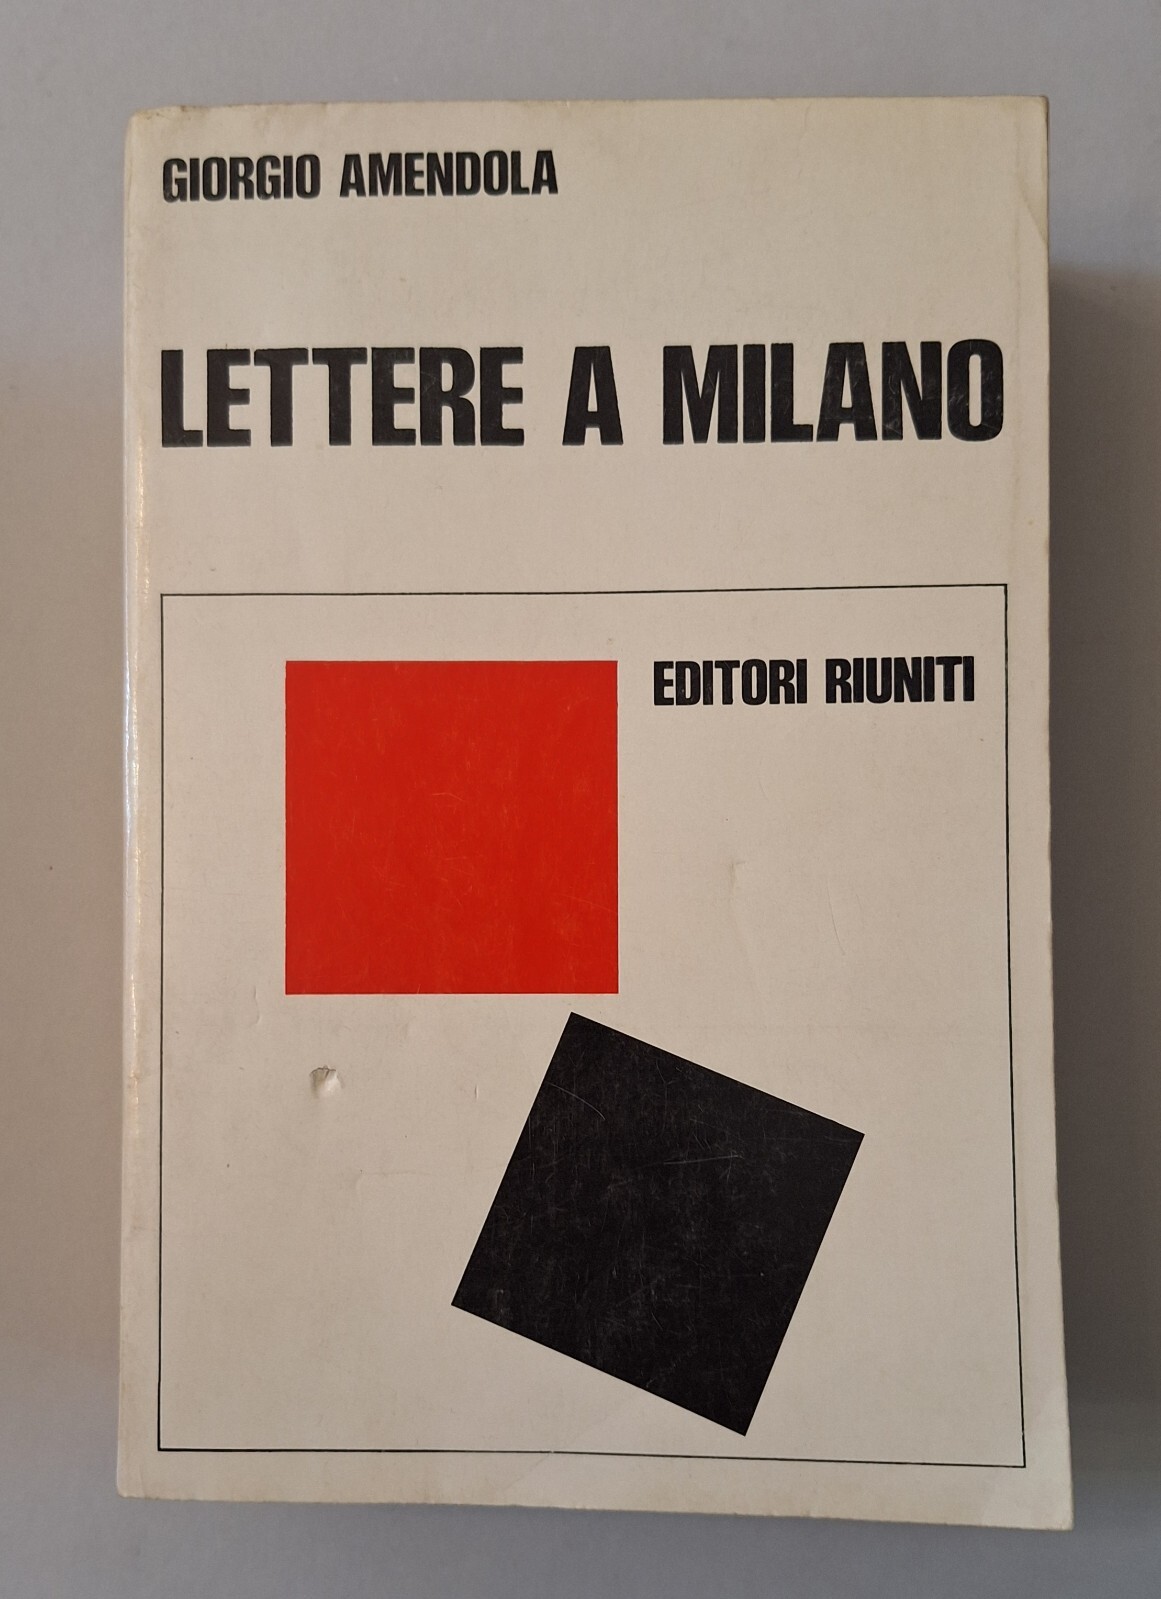 GIORGIO AMENDOLA
LETTERE A MILANO
EDITORI RIUNITI